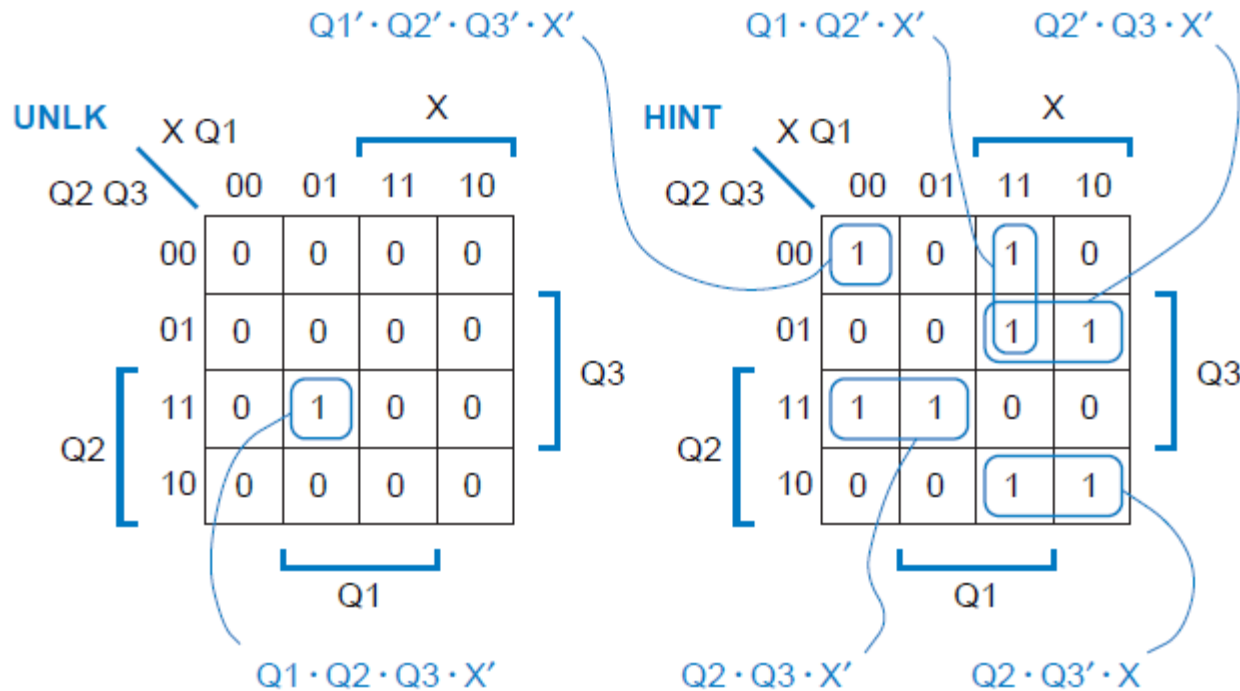 Q1′ · Q2′ · Q3′ · X′ Q1 · Q2′ · X′ Q2′ · Q3 · X′
UNLK X Q1 X
Q2 Q3 00 01 11 10
00 0 0 0 0
01 0 0 0 0
11 0 1 0 0
10 0 0 0 0
Q3
Q2
Q1
Q1 · Q2 · Q3 · X′
HINT X Q1 X
Q2 Q3 00 01 11 10
00 1 0 1 0
01 0 0 1 1
11 1 1 0 0
10 0 0 1 1
Q3
Q2
Q1
Q2 · Q3 · X′ Q2 · Q3′ · X